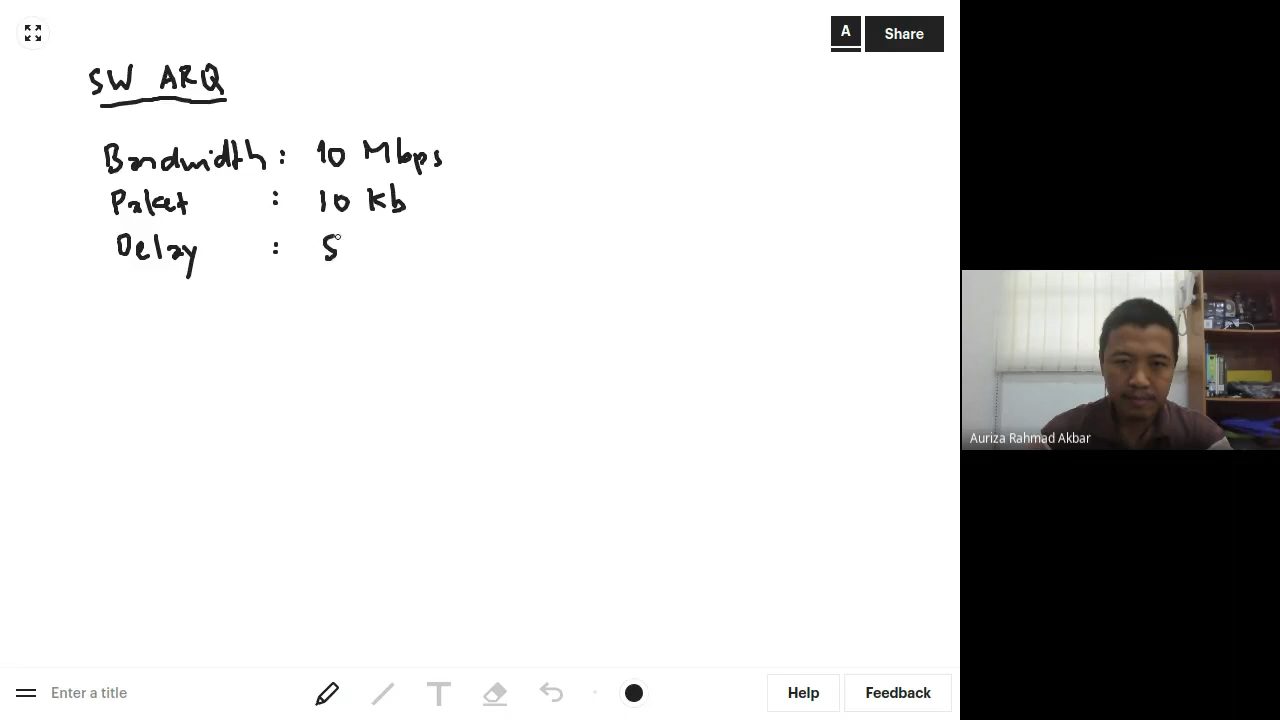 A Share
SW ARQ
Bandwidth : 10 Mbps
Paket : 10 Kb
Delay : 5
Auriza Rahmad Akbar
Enter a title
T
Help Feedback